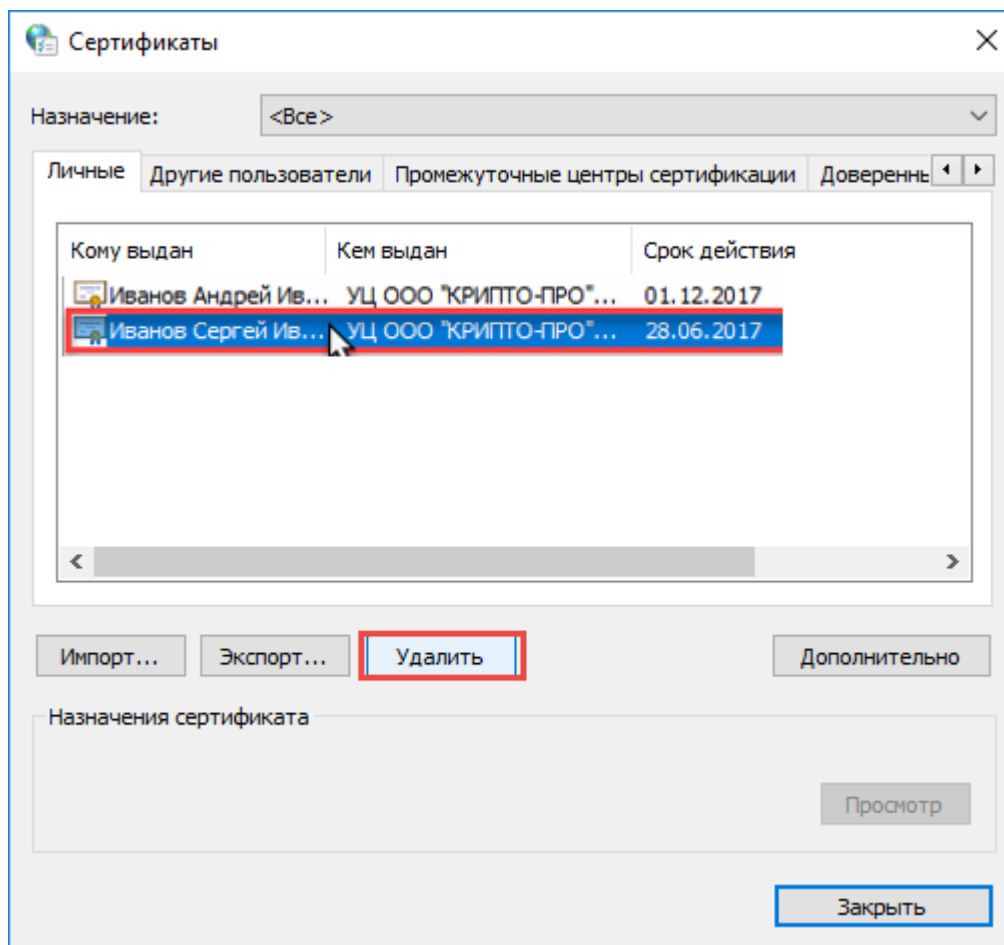 Сертификаты
Назначение: <Все>
Личные Другие пользователи Промежуточные центры сертификации Доверенны
Кому выдан Кем выдан Срок действия
Иванов Андрей Ив... УЦ ООО "КРИПТО-ПРО"... 01.12.2017
Иванов Сергей Ив... УЦ ООО "КРИПТО-ПРО"... 28.06.2017
Импорт... Экспорт... Удалить Дополнительно
Назначения сертификата
Просмотр
Закрыть